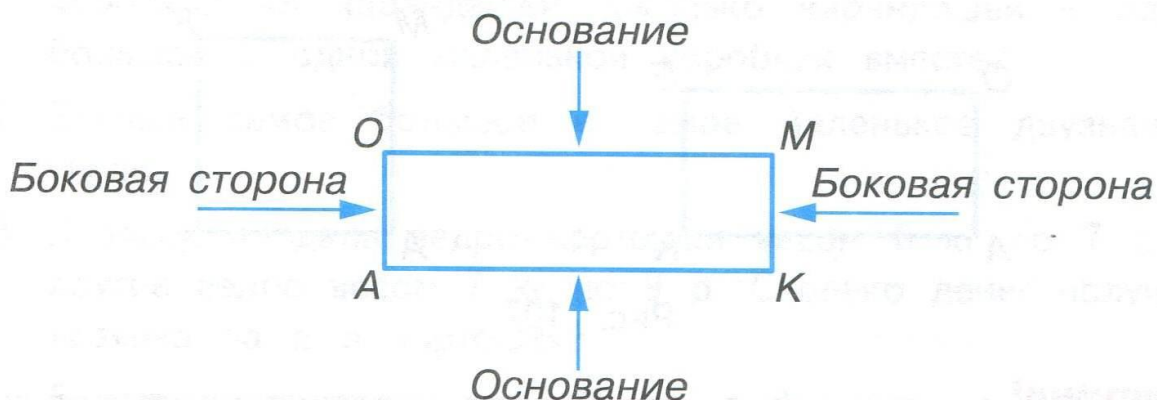 Основание
О М
Боковая сторона Боковая сторона
А К
Основание